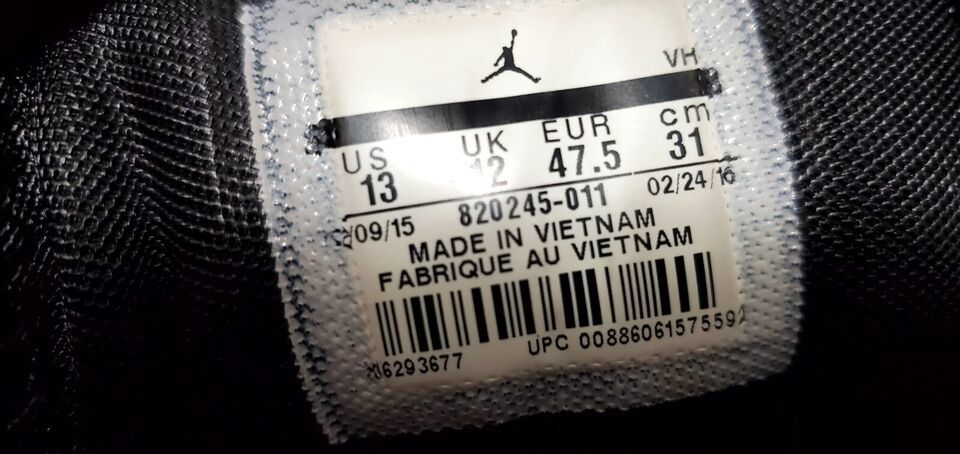 VH
US UK EUR cm
13 12 47.5 31
/09/15 820245-011 02/24/16
MADE IN VIETNAM
FABRIQUE AU VIETNAM
6293677 UPC 00886061575592